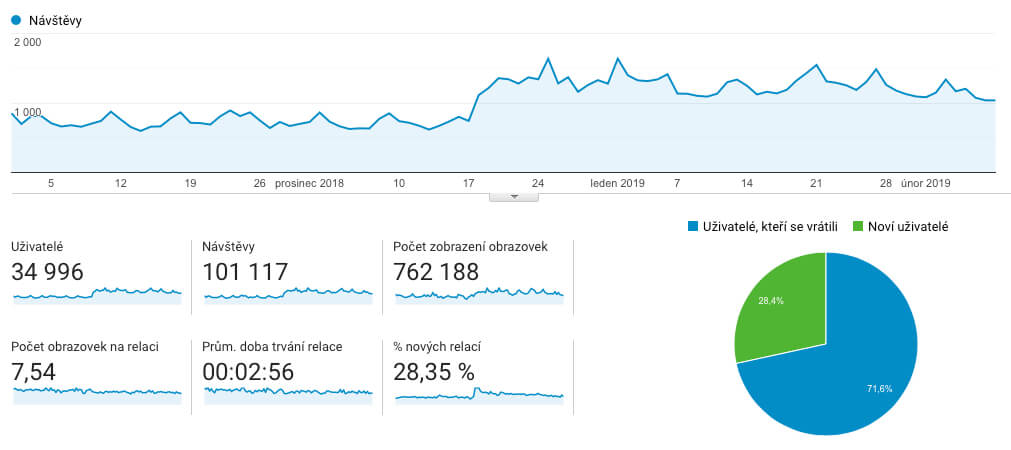 Návštěvy
2 000
1 000
5 12 19 26 prosinec 2018 10 17 24 leden 2019 7 14 21 28 únor 2019
Uživatelé, kteří se vrátili Noví uživatelé
Uživatelé Návštěvy Počet zobrazení obrazovek
34 996 101 117 762 188
28,4%
Počet obrazovek na relaci Prům. doba trvání relace % nových relací
7,54 00:02:56 28,35 %
71,6%